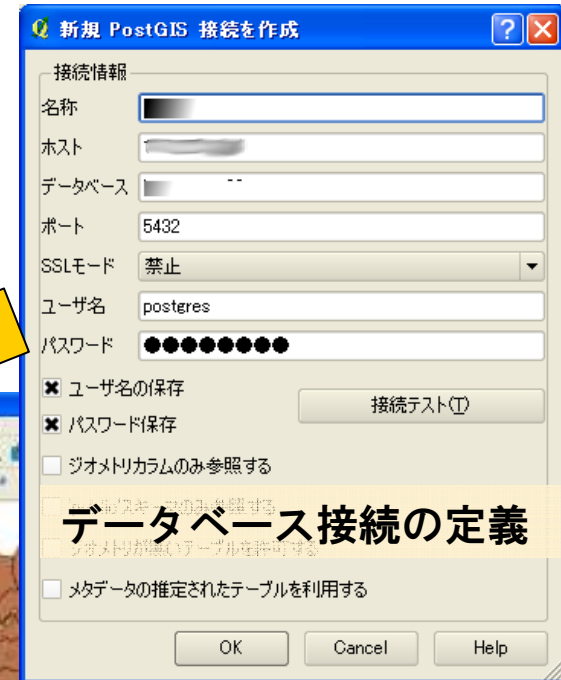 新規 PostGIS 接続を作成
接続情報
名称
ホスト
データベース
ポート 5432
SSLモード 禁止
ユーザ名 postgres
パスワード ●●●●●●●●
ユーザ名の保存
接続テスト(T)
パスワード保存
ジオメトリカラムのみ参照する
データベース接続の定義
メタデータの推定されたテーブルを利用する
OK Cancel Help